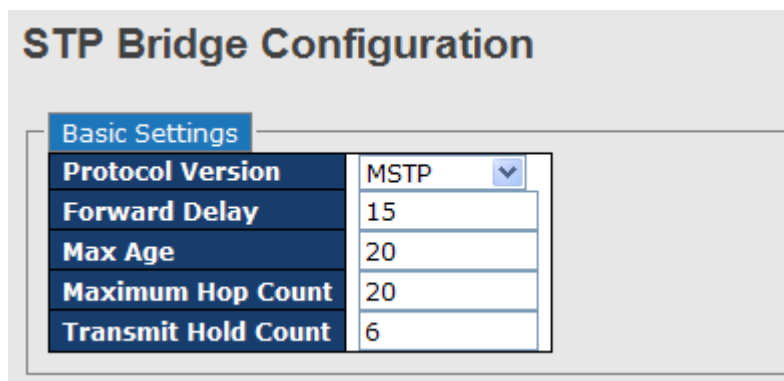 STP Bridge Configuration
Basic Settings
Protocol Version MSTP
Forward Delay 15
Max Age 20
Maximum Hop Count 20
Transmit Hold Count 6